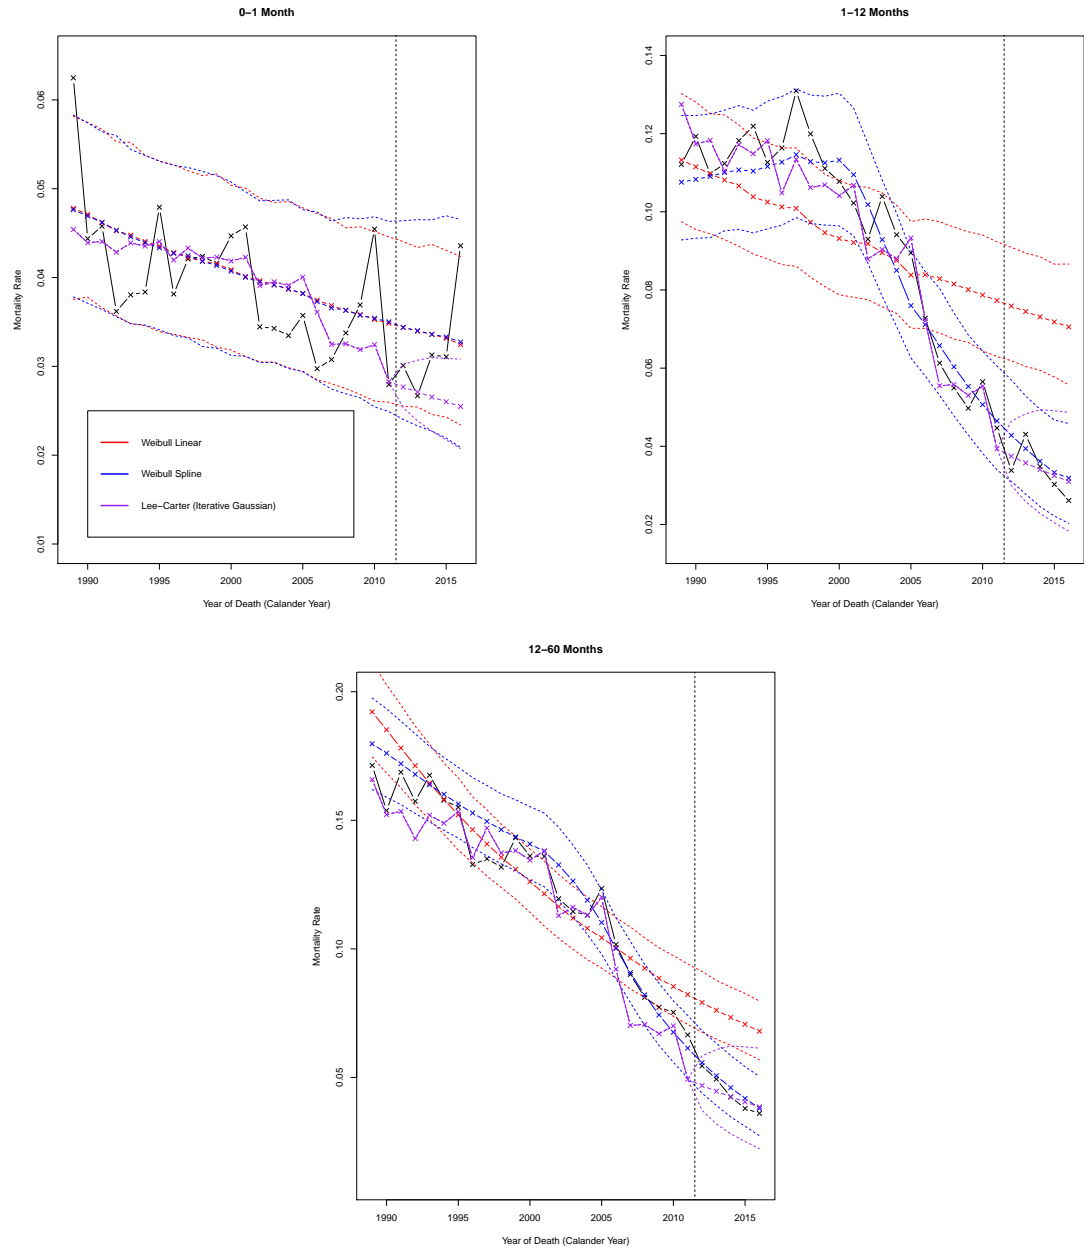 0–1 Month
Mortality Rate
0.01 0.02 0.03 0.04 0.05 0.06
Weibull Linear
Weibull Spline
Lee–Carter (Iterative Gaussian)
1990 1995 2000 2005 2010 2015
Year of Death (Calander Year)
1–12 Months
Mortality Rate
0.02 0.04 0.06 0.08 0.10 0.12 0.14
1990 1995 2000 2005 2010 2015
Year of Death (Calander Year)
12–60 Months
Mortality Rate
0.05 0.10 0.15 0.20
1990 1995 2000 2005 2010 2015
Year of Death (Calander Year)